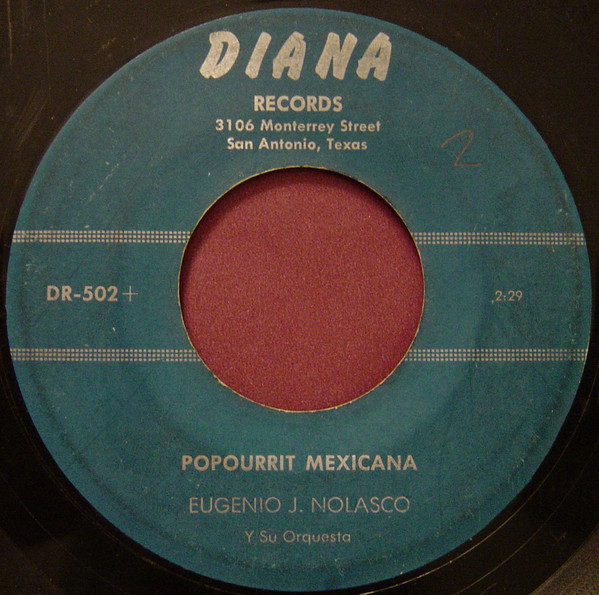 DIANA
RECORDS
3106 Monterrey Street
San Antonio, Texas
2
DR-502+
2:29
POPOURRIT MEXICANA
EUGENIO J. NOLASCO
Y Su Orquesta